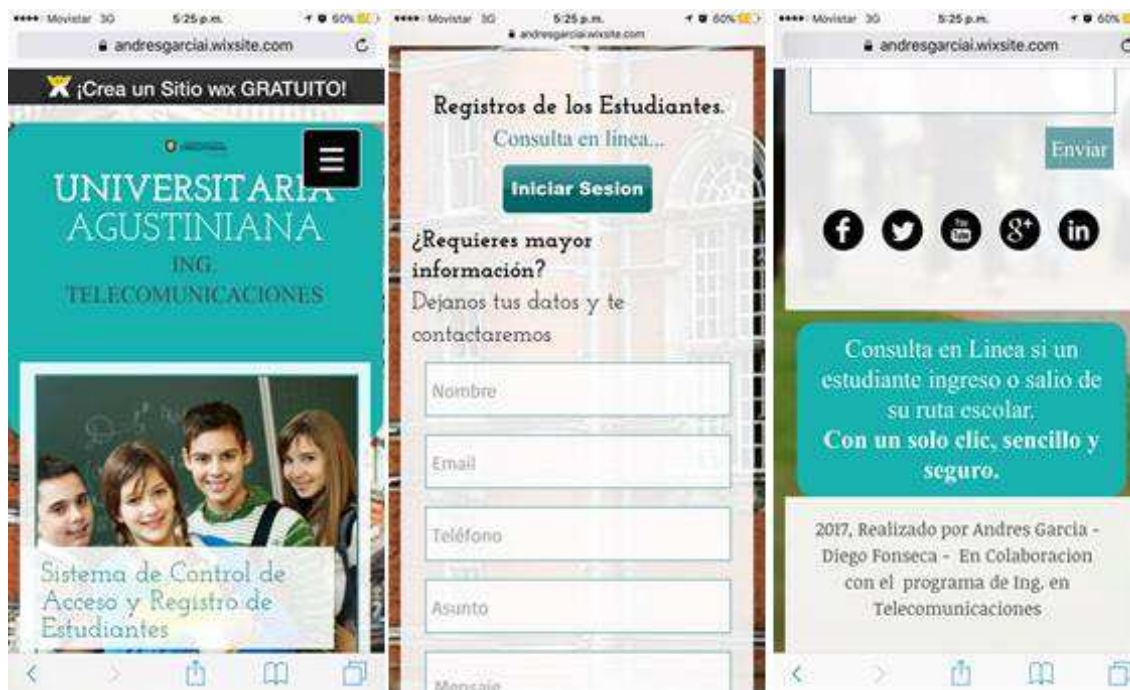 Movistar 3G 5:25 p.m. 60%
andresgarciai.wixsite.com
¡Crea un Sitio WIX GRATUITO!
UNIVERSITARIA
AGUSTINIANA
ING.
TELECOMUNICACIONES
Sistema de Control de
Acceso y Registro de
Estudiantes
Movistar 3G 5:25 p.m. 60%
andresgarciai.wixsite.com
Registros de los Estudiantes.
Consulta en linea...
Iniciar Sesion
¿Requieres mayor
información?
Dejanos tus datos y te
contactaremos
Nombre
Email
Teléfono
Asunto
Mensaje
Movistar 3G 5:25 p.m. 60%
andresgarciai.wixsite.com
Enviar
f You Tube 8+ in
Consulta en Linea si un
estudiante ingreso o salio de
su ruta escolar,
Con un solo clic, sencillo y
seguro.
2017, Realizado por Andres Garcia -
Diego Fonseca - En Colaboracion
con el programa de Ing. en
Telecomunicaciones